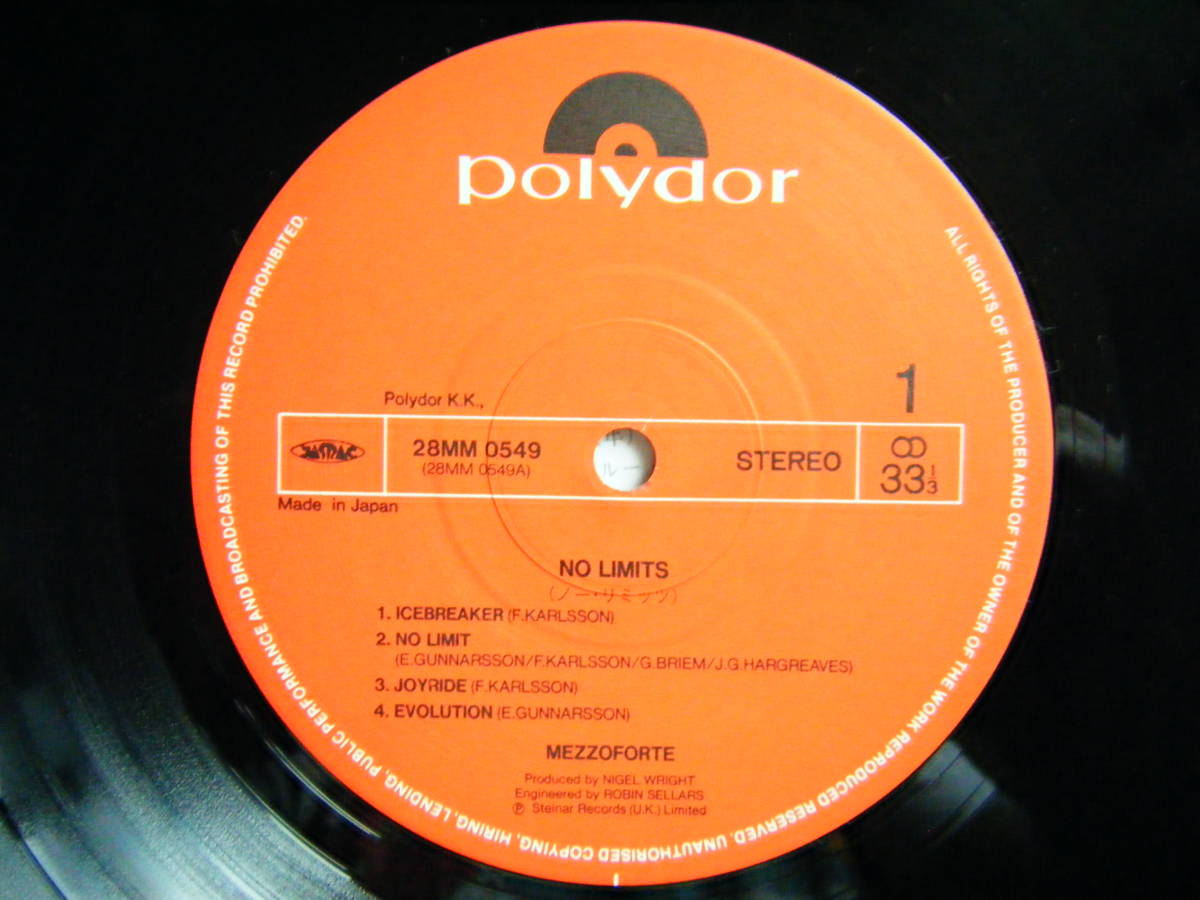 polydor
ALL RIGHTS OF THE PRODUCER AND OF THE OWNER OF THE WORK REPRODUCED RESERVED. UNAUTHORISED COPYING, HIRING, LENDING, PUBLIC PERFORMANCE AND BROADCASTING OF THIS RECORD PROHIBITED.
1
Polydor K.K.,
JASRAC
28MM 0549
(28MM 0549A)
STEREO
33 1/3
Made in Japan
NO LIMITS
(ノー・リミッツ)
1. ICEBREAKER (F.KARLSSON)
2. NO LIMIT
(E.GUNNARSSON/F.KARLSSON/G.BRIEM/J.G.HARGREAVES)
3. JOYRIDE (F.KARLSSON)
4. EVOLUTION (E.GUNNARSSON)
MEZZOFORTE
Produced by NIGEL WRIGHT
Engineered by ROBIN SELLARS
Ⓟ Steinar Records (U.K.) Limited